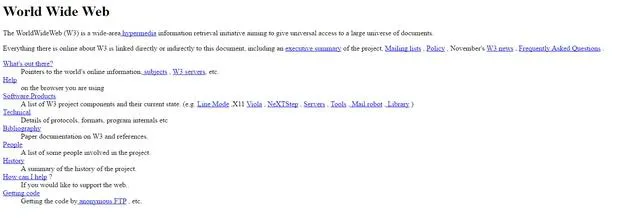 World Wide Web
The WorldWideWeb (W3) is a wide-area hypermedia information retrieval initiative aiming to give universal access to a large universe of documents.
Everything there is online about W3 is linked directly or indirectly to this document, including an executive summary of the project, Mailing lists , Policy , November's W3 news , Frequently Asked Questions .
What's out there?
Pointers to the world's online information, subjects , W3 servers, etc.
Help
on the browser you are using
Software Products
A list of W3 project components and their current state. (e.g. Line Mode ,X11 Viola , NeXTStep , Servers , Tools , Mail robot , Library )
Technical
Details of protocols, formats, program internals etc
Bibliography
Paper documentation on W3 and references.
People
A list of some people involved in the project.
History
A summary of the history of the project.
How can I help ?
If you would like to support the web..
Getting code
Getting the code by anonymous FTP , etc.